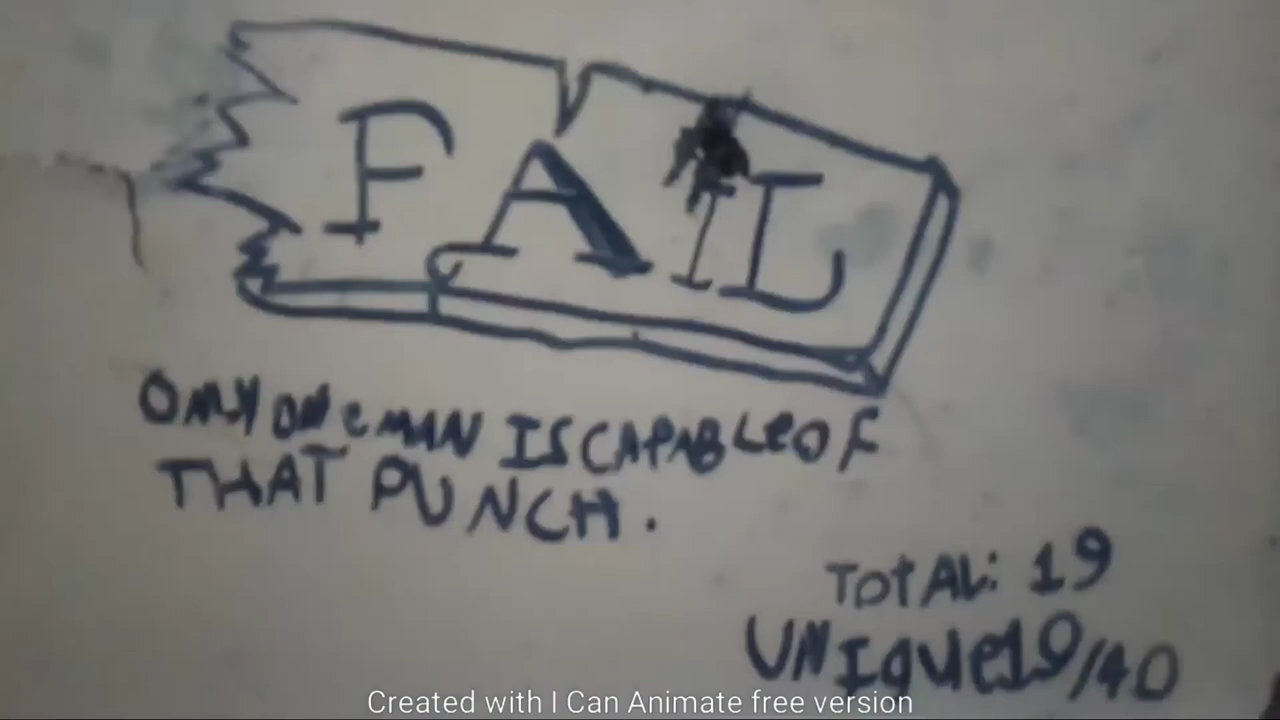 FAIL
ONLY ONe MAN IS CAPABLe OF
THAT PUNCH.
TOtAL: 19
UNIque19/40
Created with I Can Animate free version